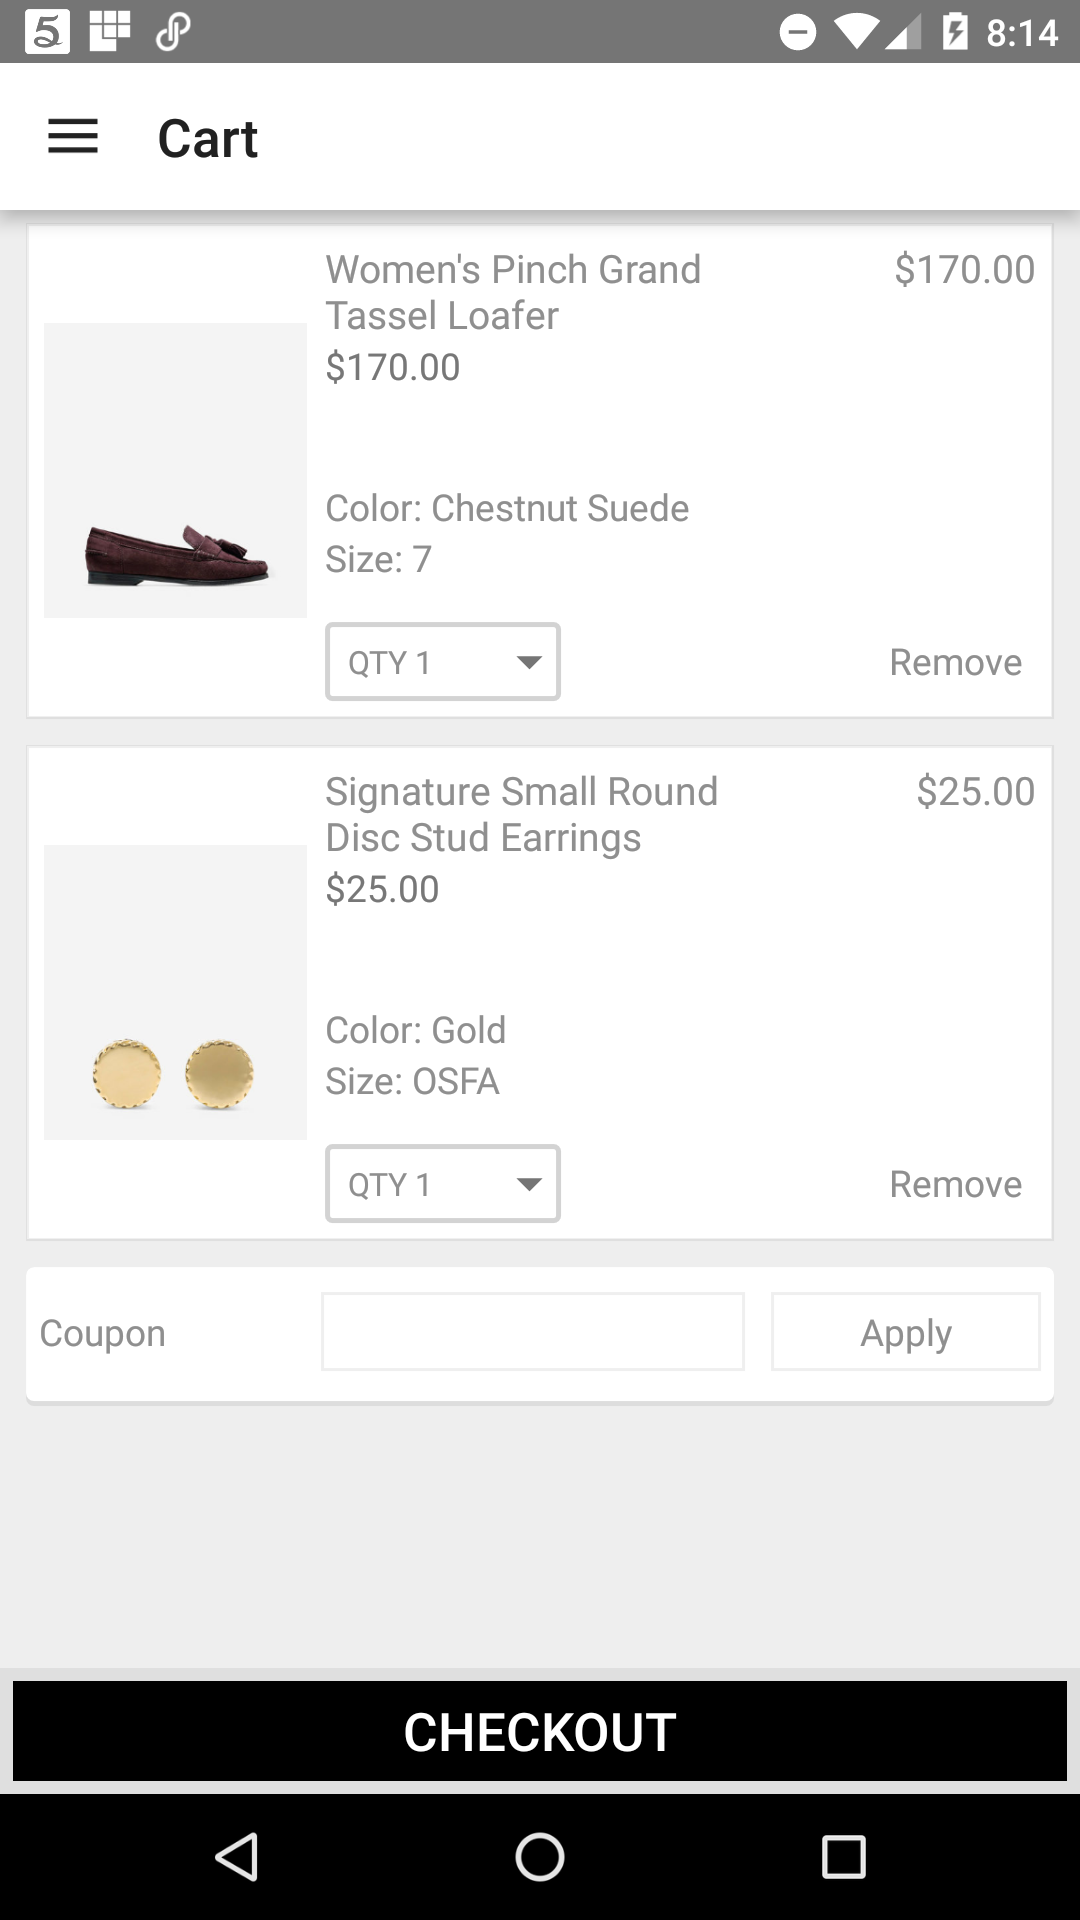 5 8:14
Cart
Women's Pinch Grand $170.00
Tassel Loafer
$170.00
Color: Chestnut Suede
Size: 7
QTY 1 Remove
Signature Small Round $25.00
Disc Stud Earrings
$25.00
Color: Gold
Size: OSFA
QTY 1 Remove
Coupon Apply
CHECKOUT